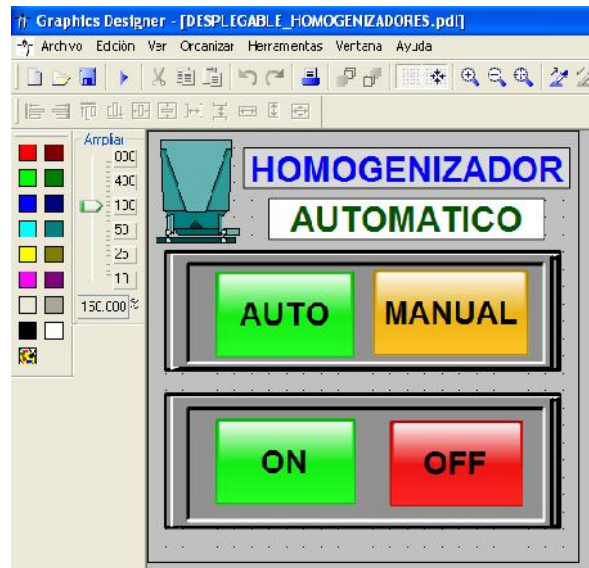 Graphics Designer - [DESPLEGABLE_HOMOGENIZADORES.pdl]
Archivo Edición Ver Organizar Herramientas Ventana Ayuda
Ampliar
400
100
50
25
10
150.000 %
HOMOGENIZADOR
AUTOMATICO
AUTO MANUAL
ON OFF